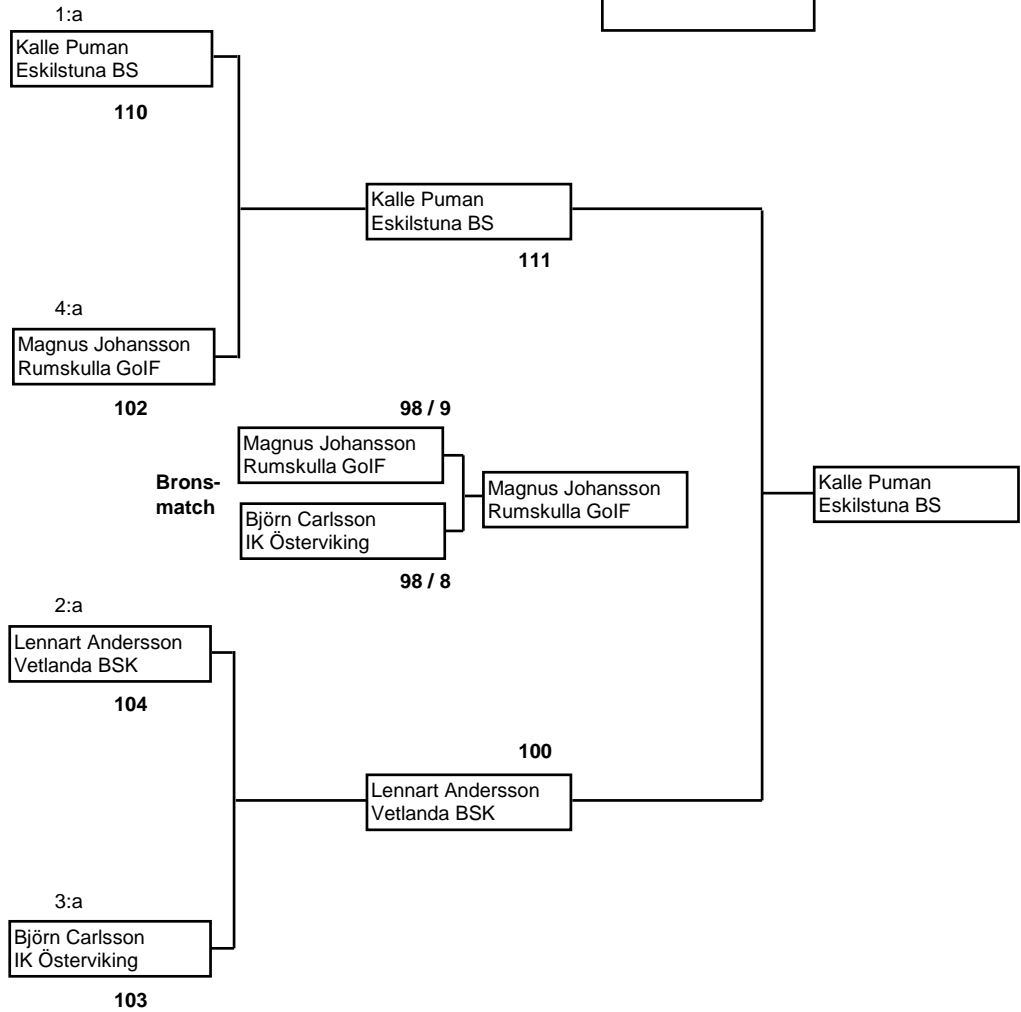 1:a
Kalle Puman
Eskilstuna BS
110
Kalle Puman
Eskilstuna BS
111
4:a
Magnus Johansson
Rumskulla GoIF
102
98 / 9
Magnus Johansson
Rumskulla GoIF
Brons-
match
Magnus Johansson
Rumskulla GoIF
Kalle Puman
Eskilstuna BS
Björn Carlsson
IK Österviking
98 / 8
2:a
Lennart Andersson
Vetlanda BSK
104
100
Lennart Andersson
Vetlanda BSK
3:a
Björn Carlsson
IK Österviking
103